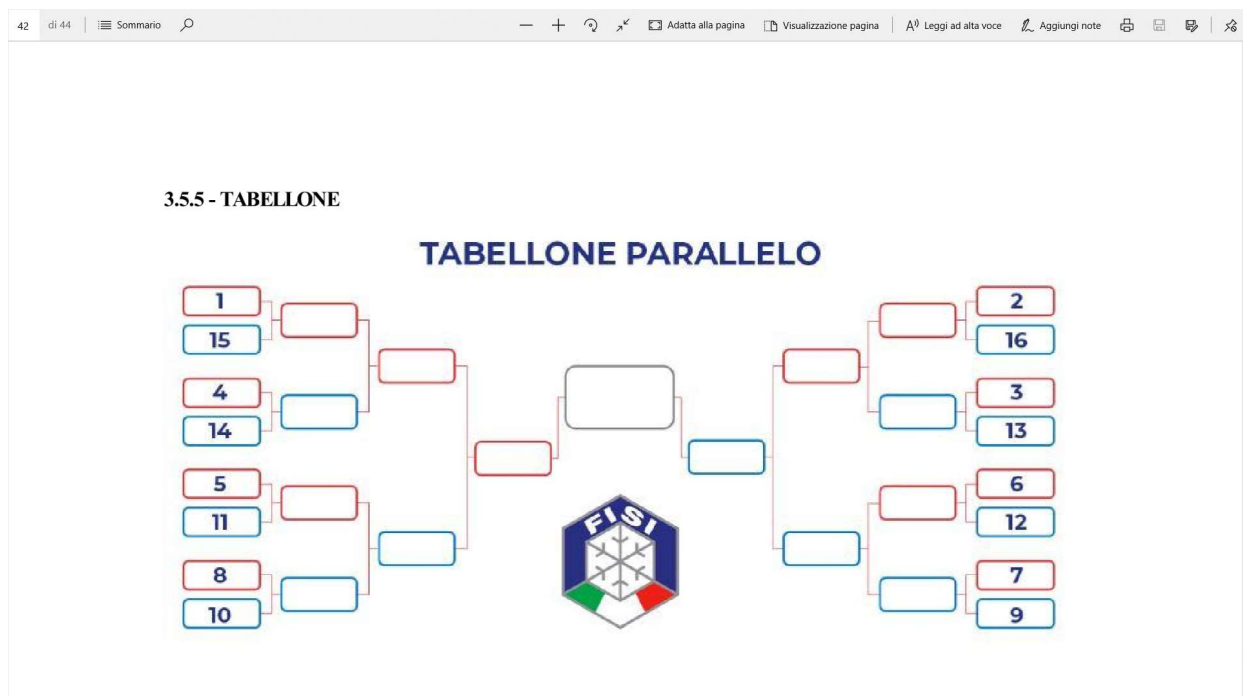 42 di 44 Sommario Adatta alla pagina Visualizzazione pagina Leggi ad alta voce Aggiungi note
3.5.5 - TABELLONE
TABELLONE PARALLELO
1 2
15 16
4 3
14 13
5 6
11 12
8 7
10 9
FISI